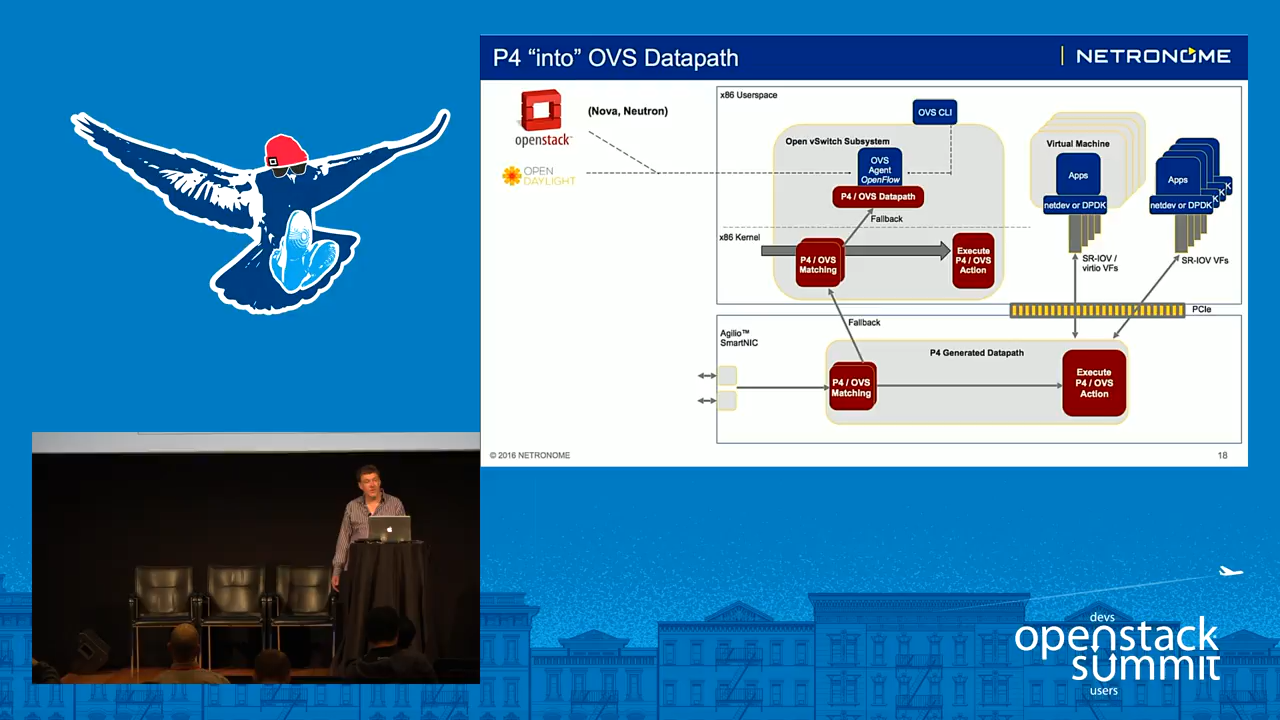 P4 “into” OVS Datapath
NETRONOME
openstack™
(Nova, Neutron)
OPEN
DAYLIGHT
x86 Userspace
OVS CLI
Open vSwitch Subsystem
OVS
Agent
OpenFlow
P4 / OVS Datapath
Fallback
x86 Kernel
P4 / OVS
Matching
Execute
P4 / OVS
Action
Virtual Machine
Apps
netdev or DPDK
SR-IOV /
virtio VFs
Apps
netdev or DPDK
K
K
SR-IOV VFs
PCIe
Agilio™
SmartNIC
Fallback
P4 Generated Datapath
P4 / OVS
Matching
Execute
P4 / OVS
Action
© 2016 NETRONOME
18
devs
openstack
summit
users